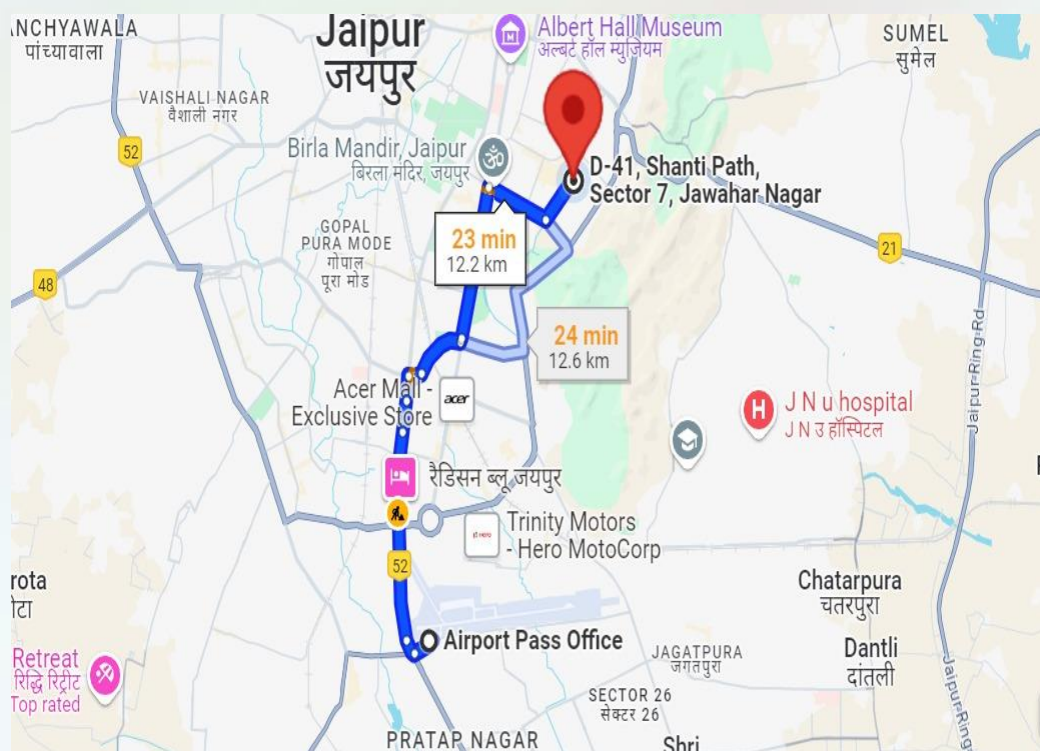 ANCHYAWALA
पांच्यावाला
Jaipur
जयपुर
Albert Hall Museum
अल्बर्ट हॉल म्युज़ियम
SUMEL
सुमेल
VAISHALI NAGAR
वैशाली नगर
52
Birla Mandir, Jaipur
बिरला मंदिर, जयपुर
D-41, Shanti Path,
Sector 7, Jawahar Nagar
GOPAL
PURA MODE
गोपाल
पूरा मोड
23 min
12.2 km
21
48
24 min
12.6 km
Jaipur-Ring-Rd
Acer Mall -
Exclusive Store
acer
H
J N u hospital
J N उ हॉस्पिटल
रैडिसन ब्लू जयपुर
Trinity Motors
- Hero MotoCorp
52
rota
ोटा
Chatarpura
चतरपुरा
Airport Pass Office
JAGATPURA
जगतपुरा
Dantli
दांतली
Retreat
रिद्धि रिट्रीट
Top rated
SECTOR 26
सेक्टर 26
Jaipur-Ring
PRATAP NAGAR
Shri